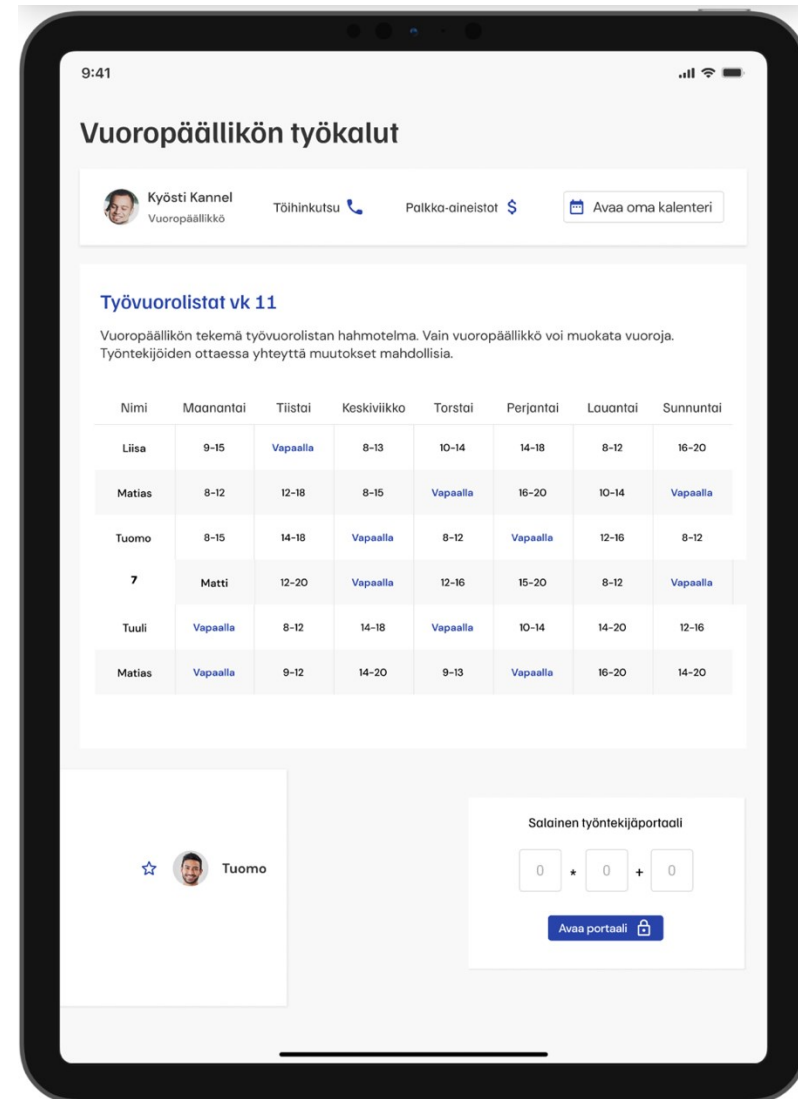 9:41
Vuoropäällikön työkalut
Kyösti Kannel
Vuoropäällikkö
Töihinkutsu
Palkka-aineistot $
Avaa oma kalenteri
Työvuorolistat vk 11
Vuoropäällikön tekemä työvuorolistan hahmotelma. Vain vuoropäällikkö voi muokata vuoroja.
Työntekijöiden ottaessa yhteyttä muutokset mahdollisia.
Nimi Maanantai Tiistai Keskiviikko Torstai Perjantai Lauantai Sunnuntai
Liisa 9-15 Vapaalla 8-13 10-14 14-18 8-12 16-20
Matias 8-12 12-18 8-15 Vapaalla 16-20 10-14 Vapaalla
Tuomo 8-15 14-18 Vapaalla 8-12 Vapaalla 12-16 8-12
7 Matti 12-20 Vapaalla 12-16 15-20 8-12 Vapaalla
Tuuli Vapaalla 8-12 14-18 Vapaalla 10-14 14-20 12-16
Matias Vapaalla 9-12 14-20 9-13 Vapaalla 16-20 14-20
Tuomo
Salainen työntekijäportaali
0 * 0 + 0
Avaa portaali